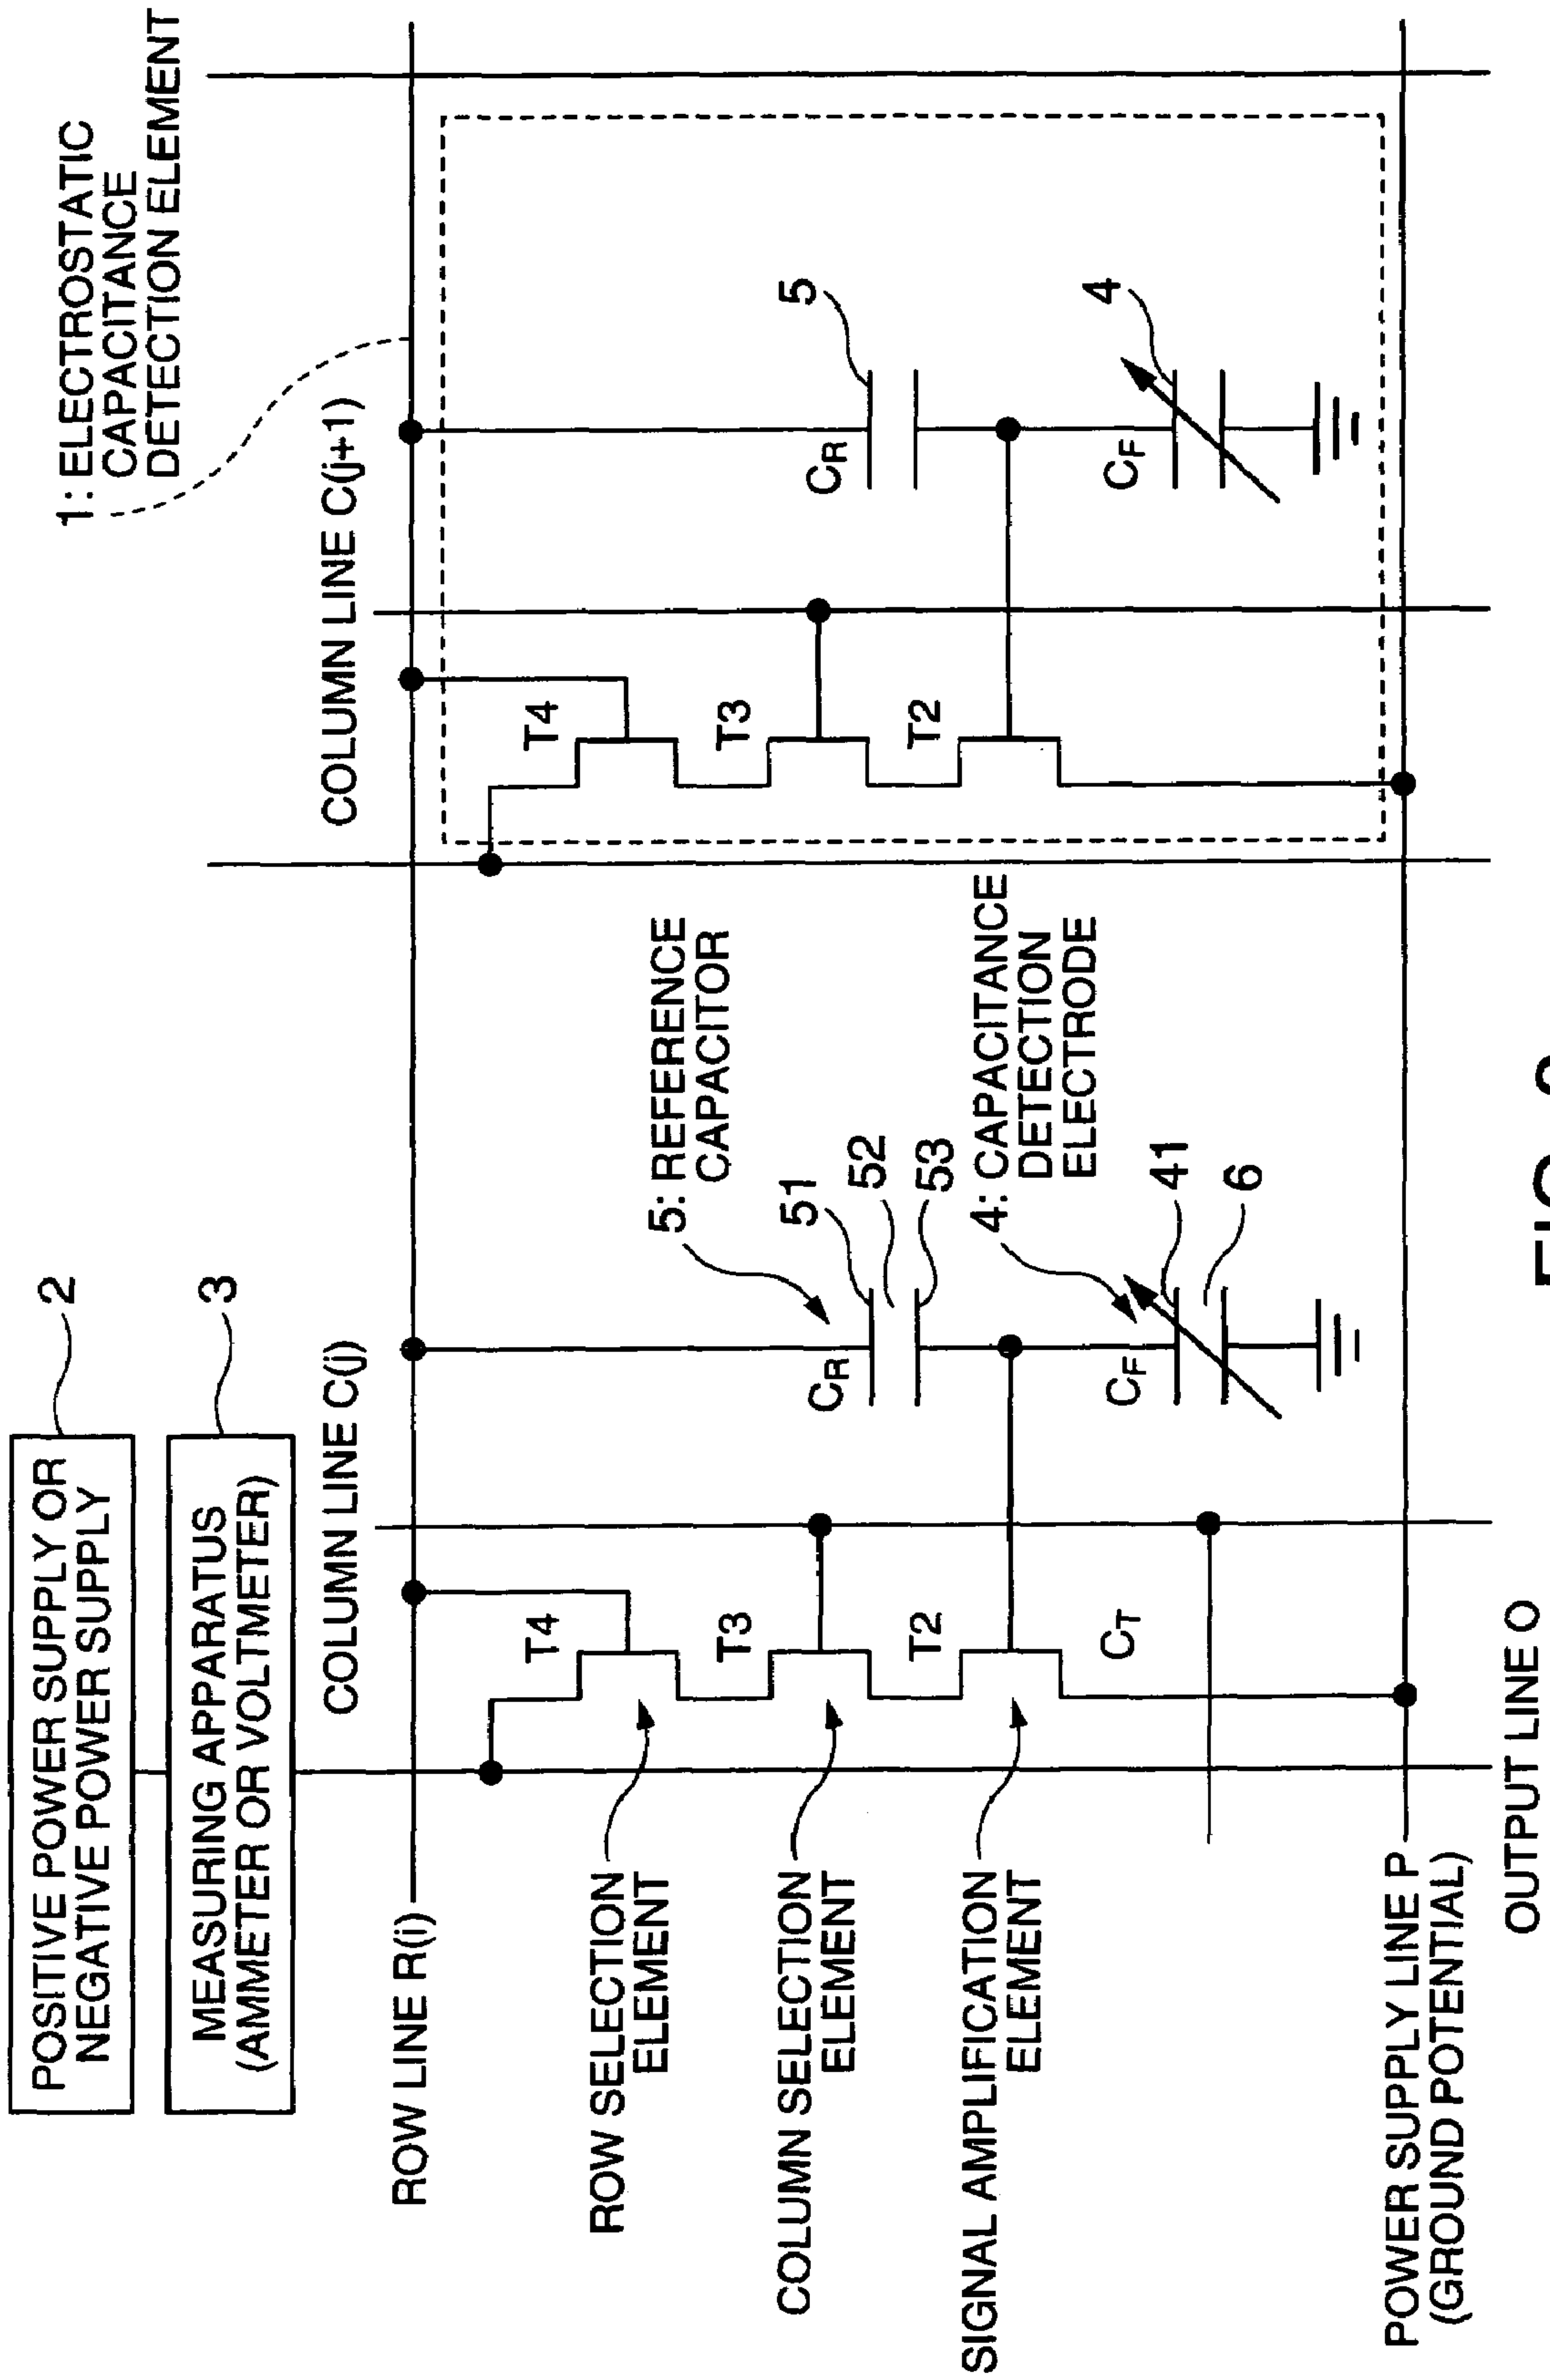 POSITIVE POWER SUPPLY OR
NEGATIVE POWER SUPPLY
2
MEASURING APPARATUS
(AMMETER OR VOLTMETER)
3
1: ELECTROSTATIC
CAPACITANCE
DETECTION ELEMENT
COLUMN LINE C(j)
COLUMN LINE C(j+1)
ROW LINE R(i)
T4
T4
ROW SELECTION
ELEMENT
5: REFERENCE
CAPACITOR
T3
T3
COLUMN SELECTION
ELEMENT
CR
51
52
53
CR
5
T2
T2
SIGNAL AMPLIFICATION
ELEMENT
4: CAPACITANCE
DETECTION
ELECTRODE
CT
CF
41
6
CF
4
POWER SUPPLY LINE P
(GROUND POTENTIAL)
OUTPUT LINE O